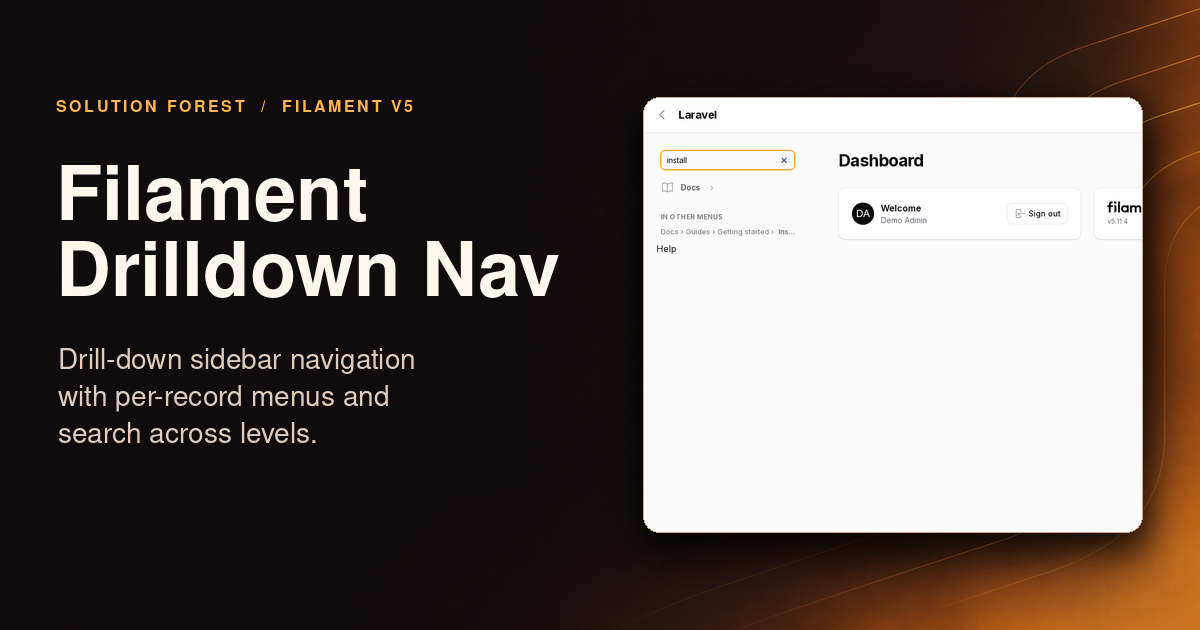 SOLUTION FOREST / FILAMENT V5
Filament
Drilldown Nav
Drill-down sidebar navigation
with per-record menus and
search across levels.
Laravel
install
Docs
IN OTHER MENUS
Docs › Guides › Getting started › Ins...
Help
Dashboard
DA
Welcome
Demo Admin
Sign out
filam
v5.11.4